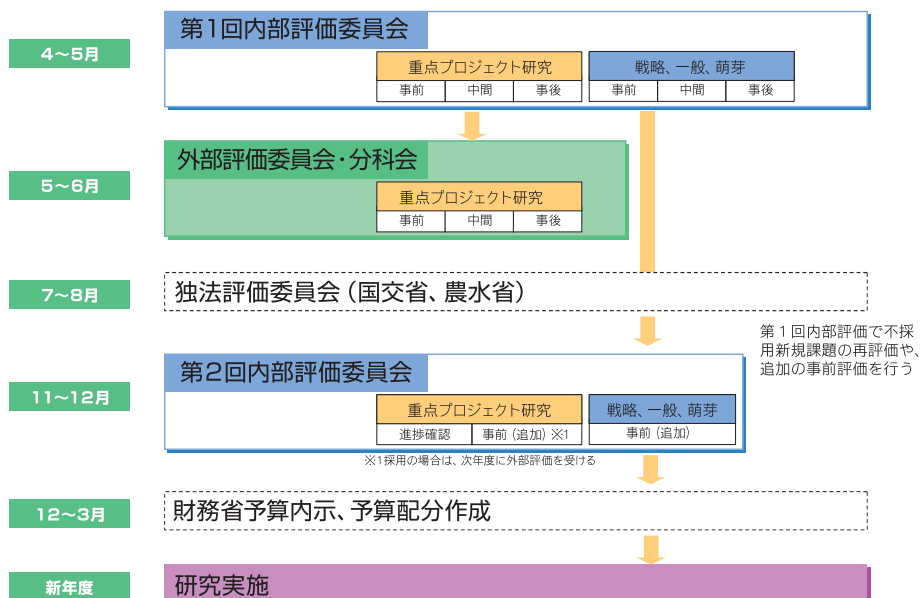 4〜5月
第1回内部評価委員会
重点プロジェクト研究
事前 中間 事後
戦略、一般、萌芽
事前 中間 事後
5〜6月
外部評価委員会・分科会
重点プロジェクト研究
事前 中間 事後
7〜8月
独法評価委員会（国交省、農水省）
第１回内部評価で不採
用新規課題の再評価や、
追加の事前評価を行う
11〜12月
第2回内部評価委員会
重点プロジェクト研究
進捗確認 事前（追加）※1
戦略、一般、萌芽
事前（追加）
※1採用の場合は、次年度に外部評価を受ける
12〜3月
財務省予算内示、予算配分作成
新年度
研究実施